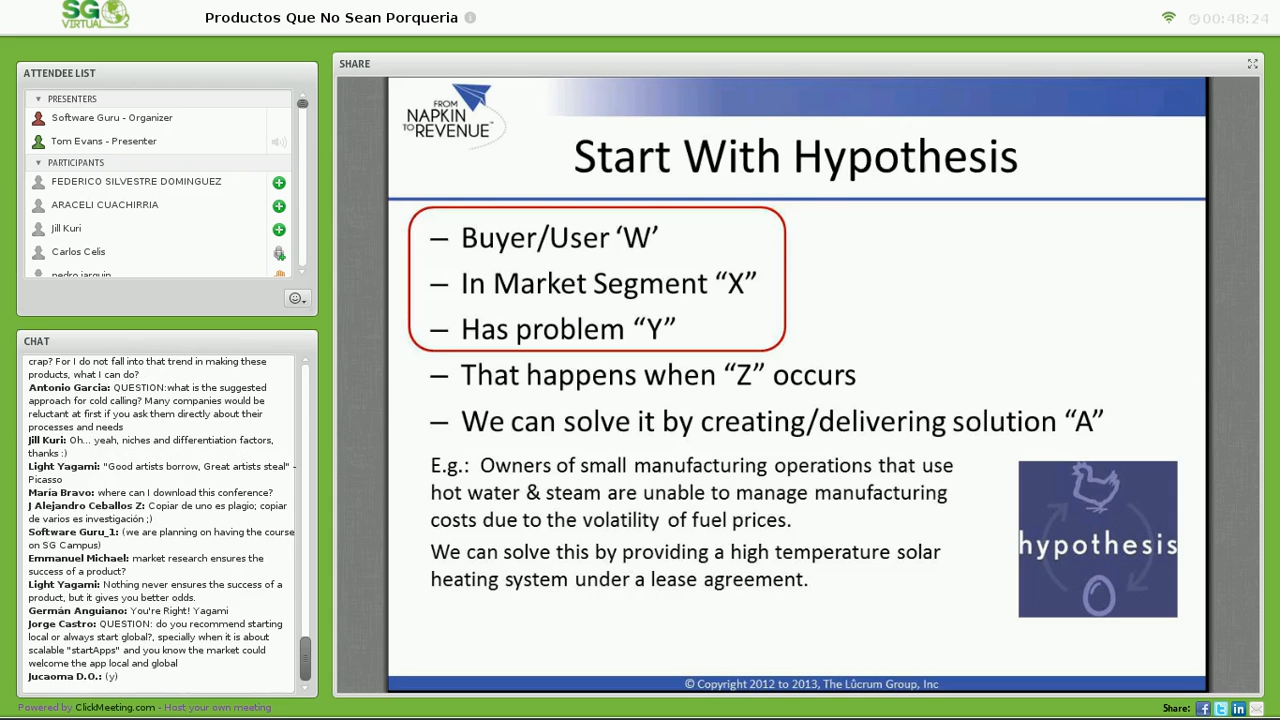 SG
VIRTUAL
Productos Que No Sean Porqueria
00:48:24
ATTENDEE LIST
PRESENTERS
Software Guru - Organizer
Tom Evans - Presenter
PARTICIPANTS
FEDERICO SILVESTRE DOMINGUEZ
ARACELI CUACHIRRIA
Jill Kuri
Carlos Celis
pedro jarquin
CHAT
crap? For I do not fall into that trend in making these
products, what I can do?
Antonio Garcia: QUESTION:what is the suggested
approach for cold calling? Many companies would be
reluctant at first if you ask them directly about their
processes and needs
Jill Kuri: Oh... yeah, niches and differentiation factors,
thanks :)
Light Yagami: "Good artists borrow, Great artists steal" -
Picasso
María Bravo: where can I download this conference?
J Alejandro Ceballos Z: Copiar de uno es plagio; copiar
de varios es investigación ;)
Software Guru_1: (we are planning on having the course
on SG Campus)
Emmanuel Michael: market research ensures the
success of a product?
Light Yagami: Nothing never ensures the success of a
product, but it gives you better odds.
Germán Anguiano: You're Right! Yagami
Jorge Castro: QUESTION: do you recommend starting
local or always start global?, specially when it is about
scalable "startApps" and you know the market could
welcome the app local and global
Jucaoma D.O.: (y)
SHARE
FROM
NAPKIN
TO REVENUE™
Start With Hypothesis
– Buyer/User ‘W’
– In Market Segment “X”
– Has problem “Y”
– That happens when “Z” occurs
– We can solve it by creating/delivering solution “A”
E.g.: Owners of small manufacturing operations that use
hot water & steam are unable to manage manufacturing
costs due to the volatility of fuel prices.
We can solve this by providing a high temperature solar
heating system under a lease agreement.
hypothesis
© Copyright 2012 to 2013, The Lûcrum Group, Inc
Powered by ClickMeeting.com - Host your own meeting
Share: